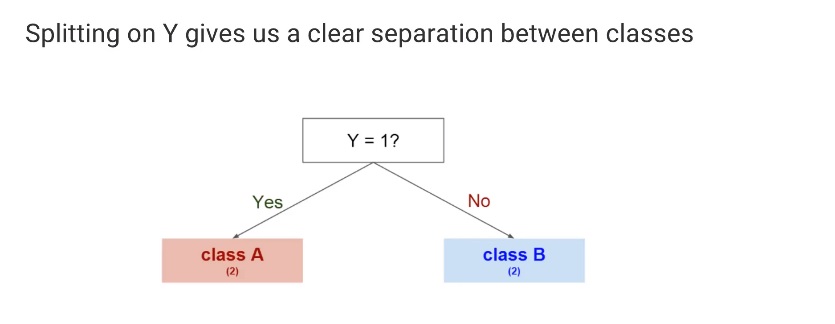 Splitting on Y gives us a clear separation between classes
Y = 1?
Yes
No
class A
(2)
class B
(2)